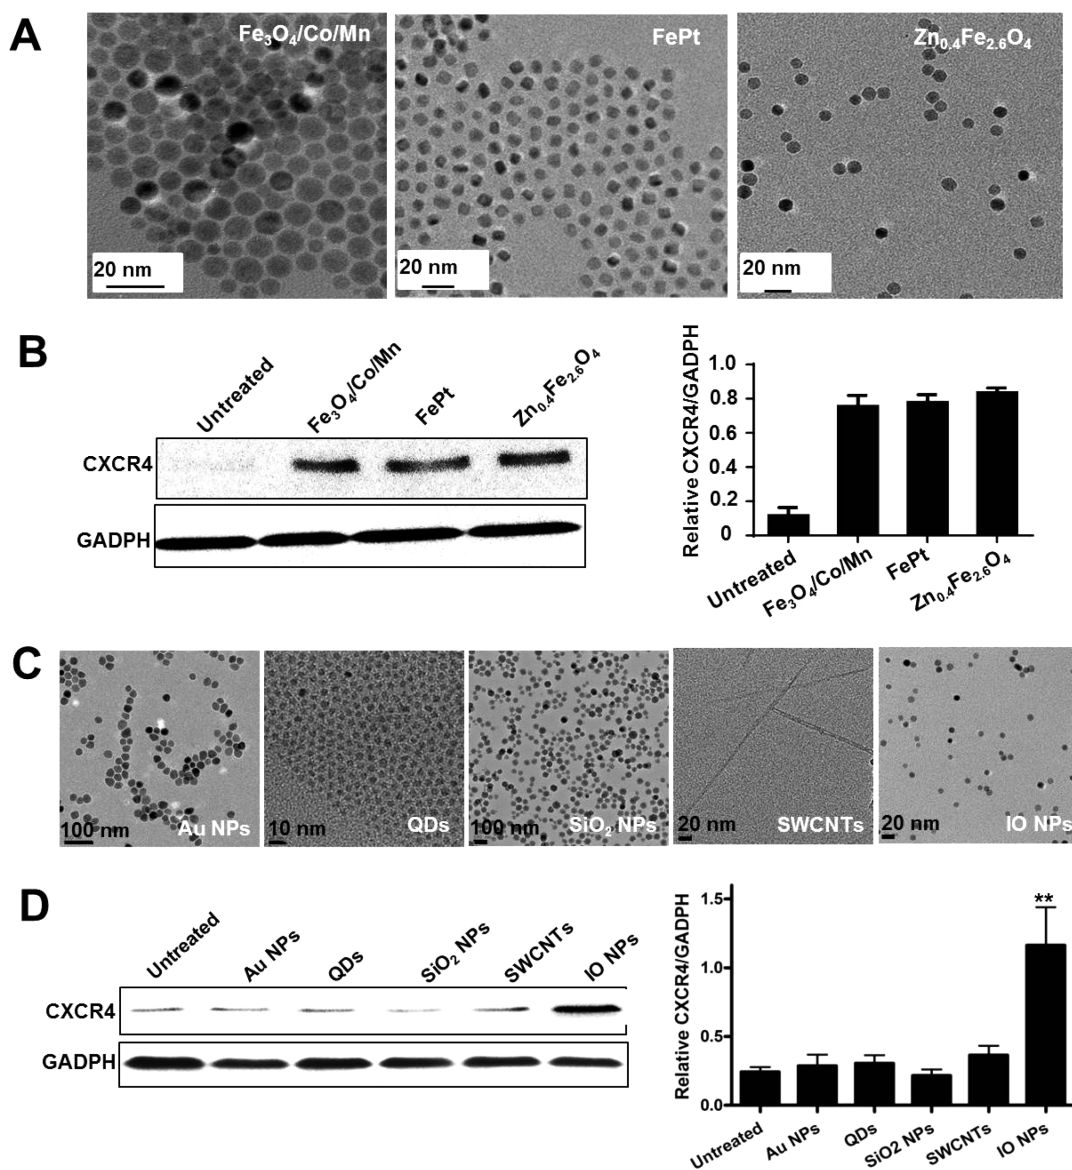 A
Fe₃O₄/Co/Mn
FePt
Zn₀.₄Fe₂.₆O₄
20 nm
20 nm
20 nm
B
Untreated
Fe₃O₄/Co/Mn
FePt
Zn₀.₄Fe₂.₆O₄
CXCR4
GADPH
Relative CXCR4/GADPH
1.0
0.8
0.6
0.4
0.2
0
Untreated
Fe₃O₄/Co/Mn
FePt
Zn₀.₄Fe₂.₆O₄
C
100 nm
Au NPs
10 nm
QDs
100 nm
SiO₂ NPs
20 nm
SWCNTs
20 nm
IO NPs
D
Untreated
Au NPs
QDs
SiO₂ NPs
SWCNTs
IO NPs
CXCR4
GADPH
Relative CXCR4/GADPH
1.5
1.0
0.5
0.0
**
Untreated
Au NPs
QDs
SiO2 NPs
SWCNTs
IO NPs